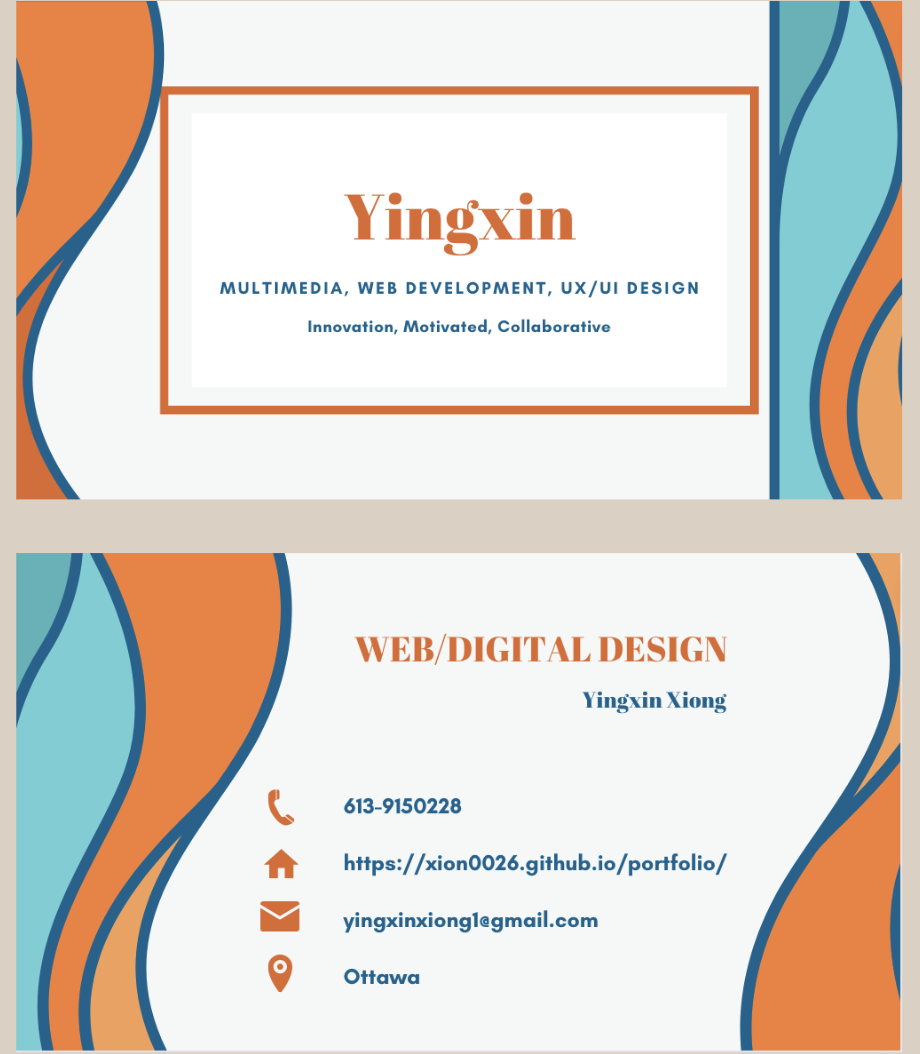 Yingxin
MULTIMEDIA, WEB DEVELOPMENT, UX/UI DESIGN
Innovation, Motivated, Collaborative
WEB/DIGITAL DESIGN
Yingxin Xiong
613-9150228
https://xion0026.github.io/portfolio/
yingxinxiong1@gmail.com
Ottawa